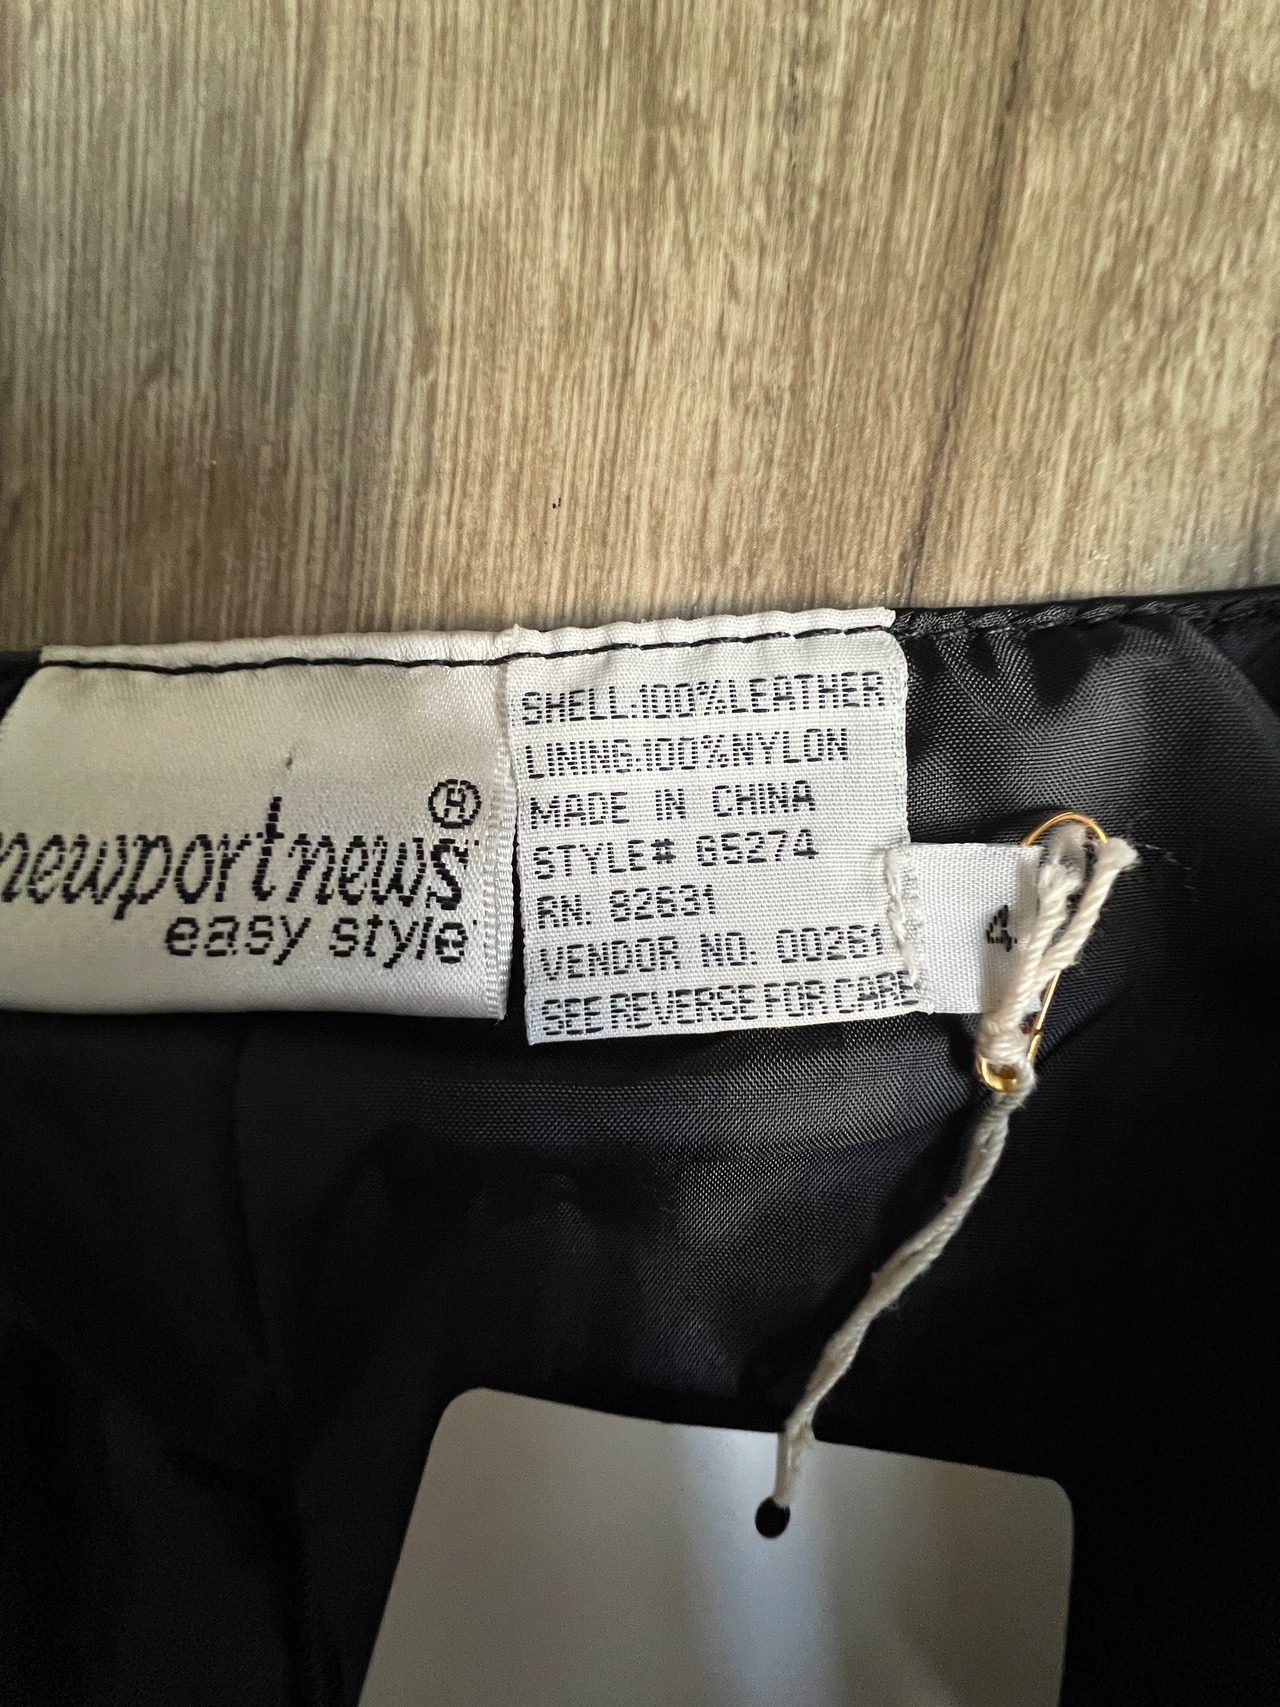 newportnews®
easy style
SHELL:100%LEATHER
LINING:100%NYLON
MADE IN CHINA
STYLE# 65274
RN: 82631
VENDOR NO. 00261
SEE REVERSE FOR CARE
4